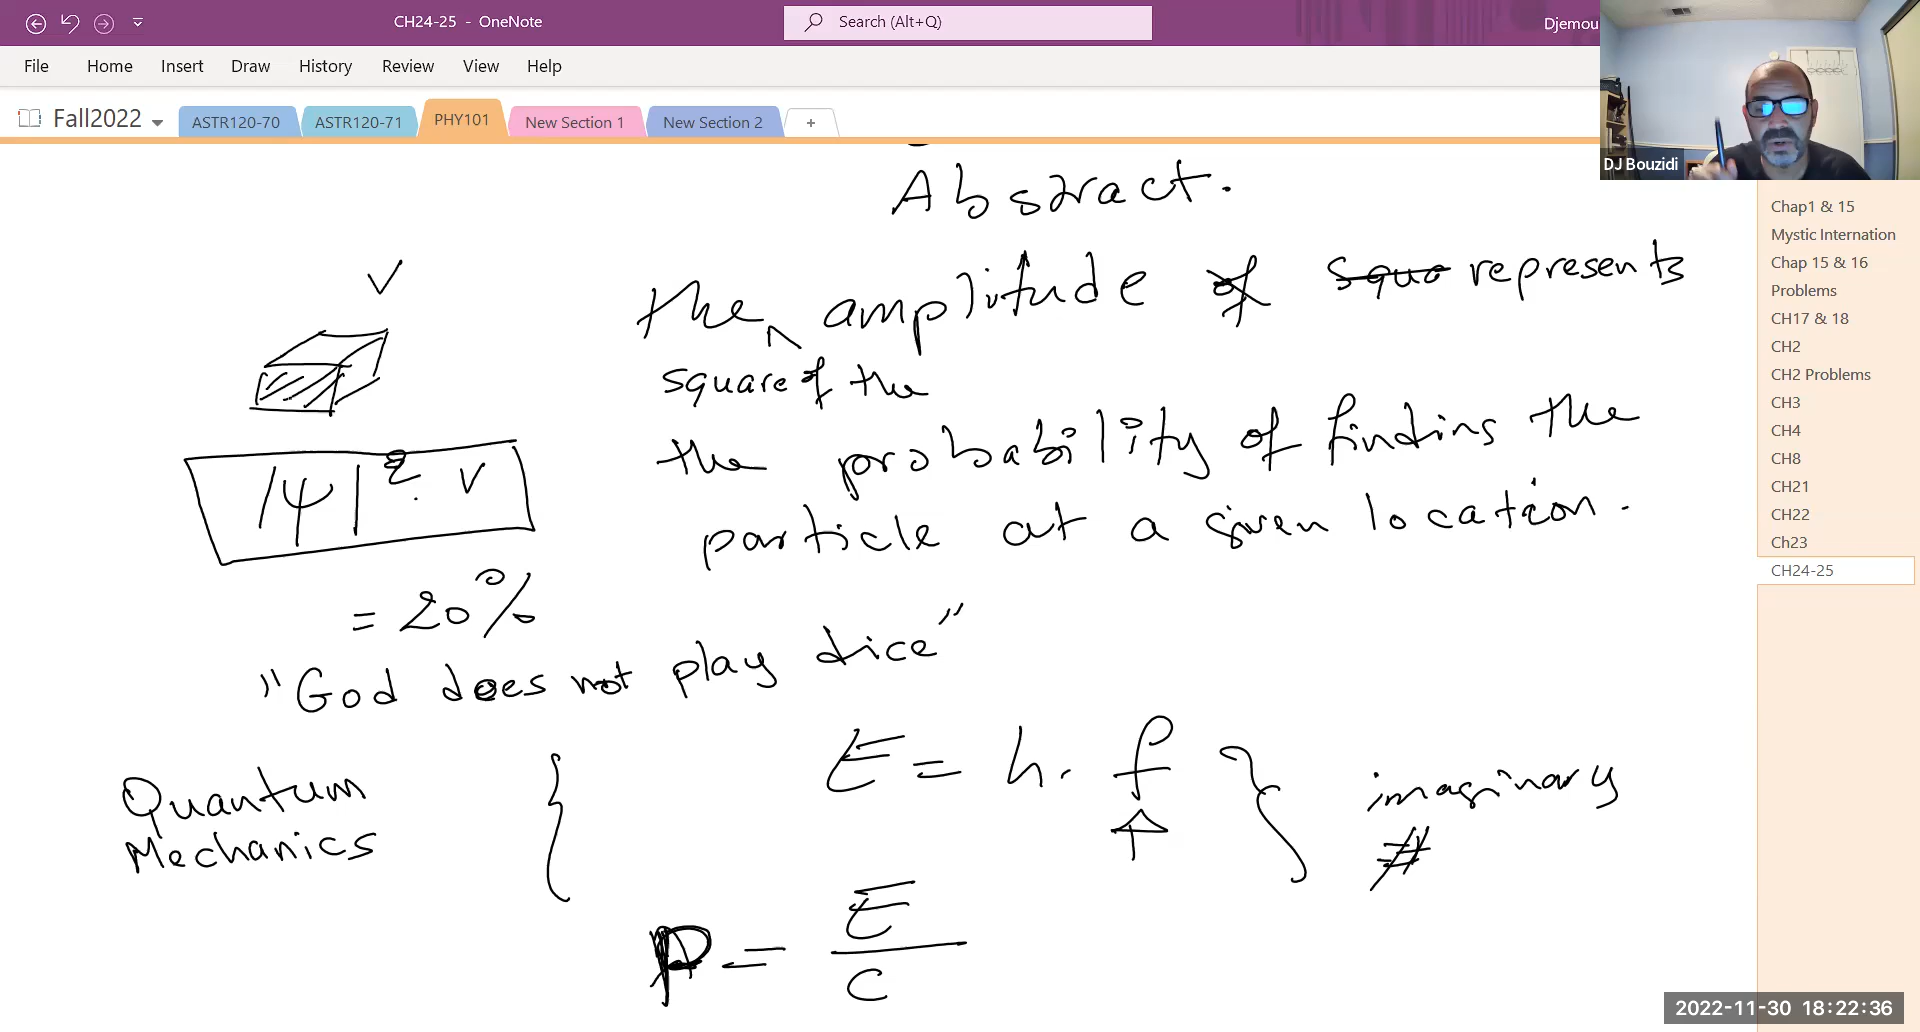 CH24-25 - OneNote
Search (Alt+Q)
Djemou
File Home Insert Draw History Review View Help
Fall2022 ASTR120-70 ASTR120-71 PHY101 New Section 1 New Section 2 +
DJ Bouzidi
Abstract.
V
the ^ amplitude of squa represents
square of the
the probability of finding the
particle at a given location.
|ψ|². V
= 20%
"God does not play dice"
Quantum
Mechanics
{ E = h. f } imaginary
#
↑
P = E
c
Chap1 & 15
Mystic Internation
Chap 15 & 16
Problems
CH17 & 18
CH2
CH2 Problems
CH3
CH4
CH8
CH21
CH22
Ch23
CH24-25
2022-11-30 18:22:36